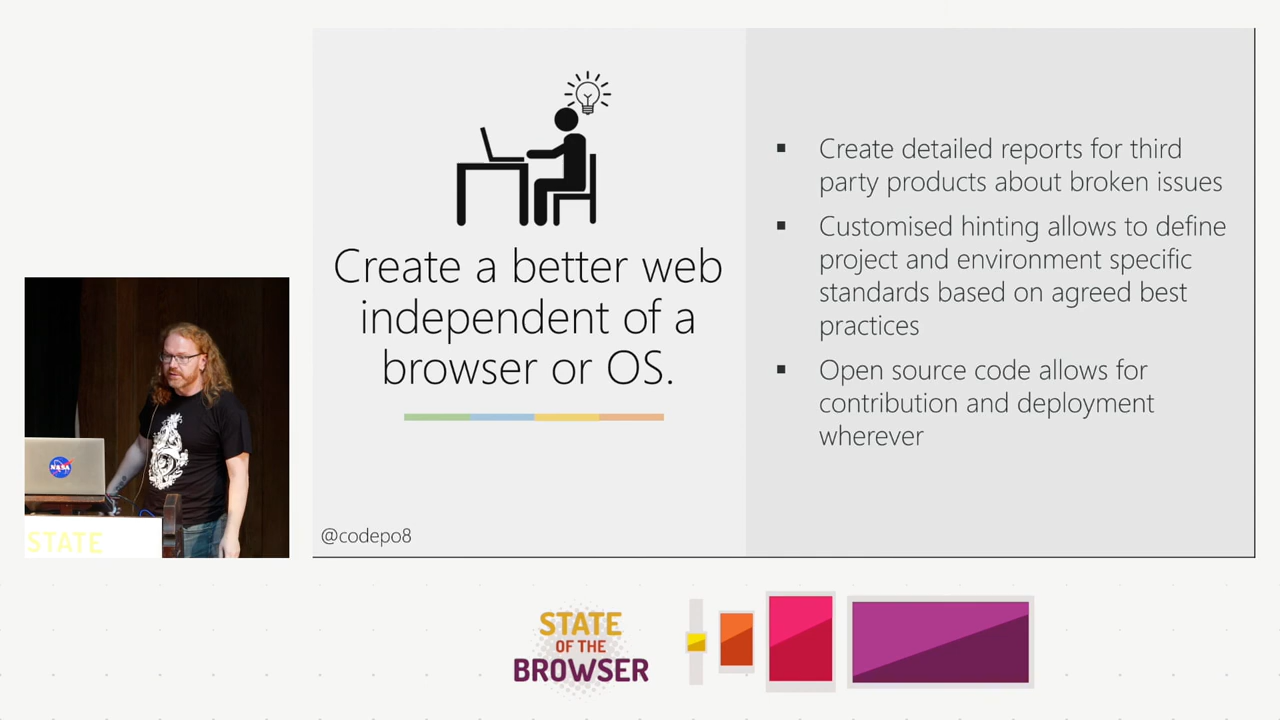 Create a better web
independent of a
browser or OS.
@codepo8
▪ Create detailed reports for third
party products about broken issues
▪ Customised hinting allows to define
project and environment specific
standards based on agreed best
practices
▪ Open source code allows for
contribution and deployment
wherever
NASA
STATE
STATE
OF THE
BROWSER